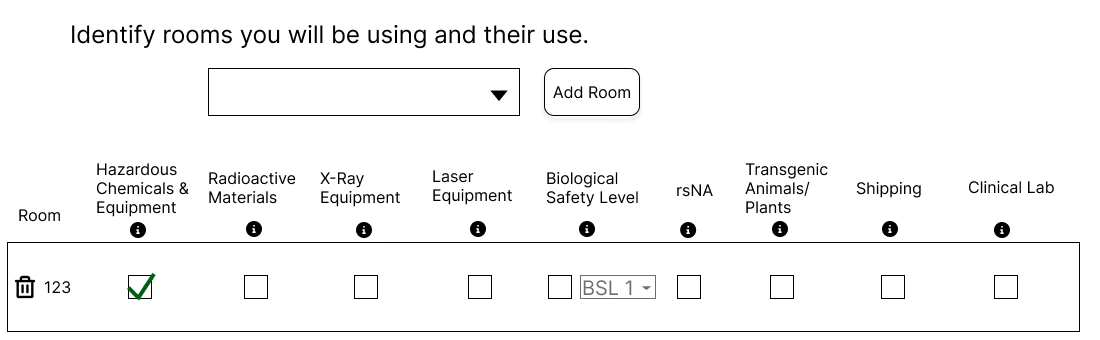 Identify rooms you will be using and their use.
Add Room
Room
Hazardous
Chemicals &
Equipment
Radioactive
Materials
X-Ray
Equipment
Laser
Equipment
Biological
Safety Level
rsNA
Transgenic
Animals/
Plants
Shipping
Clinical Lab
123
BSL 1